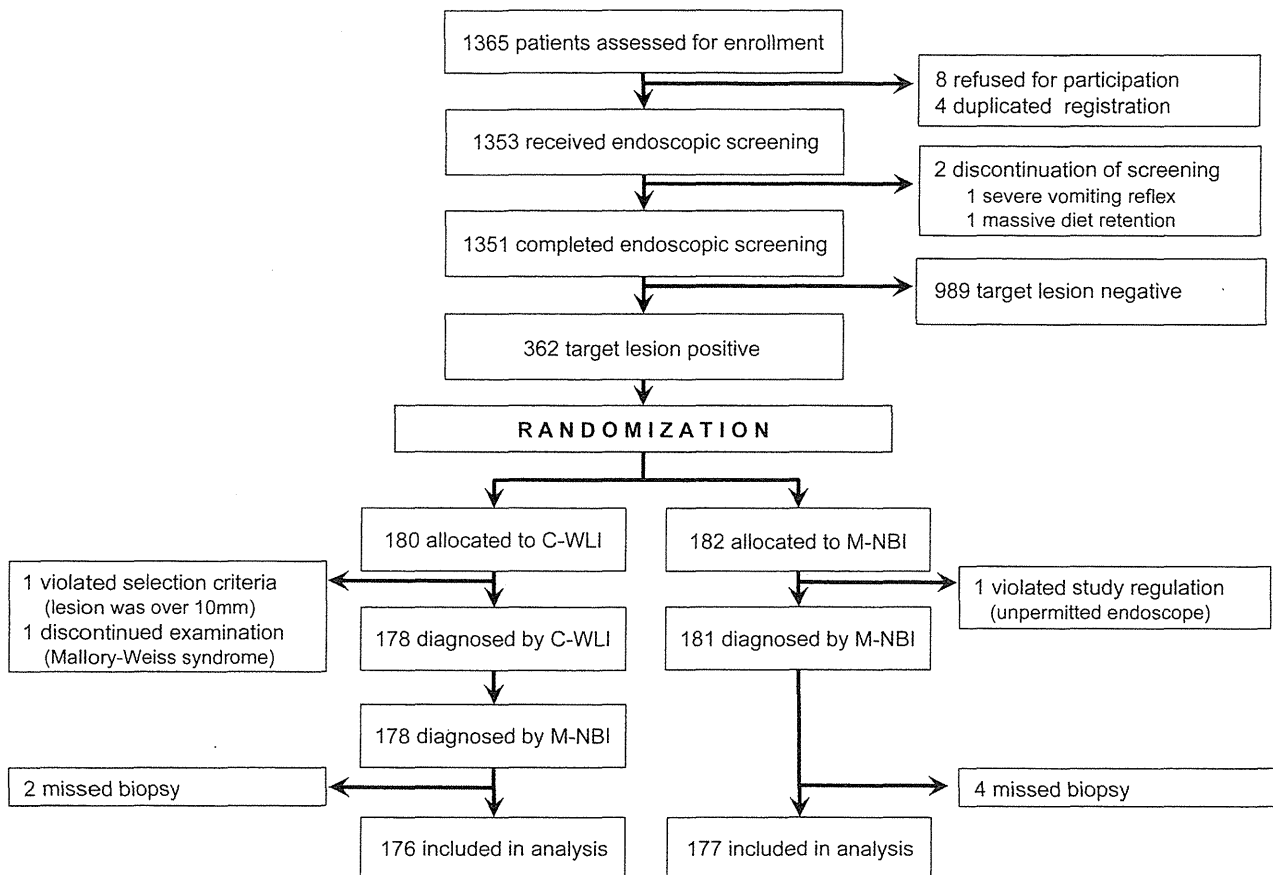 1365 patients assessed for enrollment
8 refused for participation
4 duplicated registration
1353 received endoscopic screening
2 discontinuation of screening
1 severe vomiting reflex
1 massive diet retention
1351 completed endoscopic screening
989 target lesion negative
362 target lesion positive
RANDOMIZATION
180 allocated to C-WLI
182 allocated to M-NBI
1 violated selection criteria
(lesion was over 10mm)
1 discontinued examination
(Mallory-Weiss syndrome)
1 violated study regulation
(unpermitted endoscope)
178 diagnosed by C-WLI
181 diagnosed by M-NBI
178 diagnosed by M-NBI
2 missed biopsy
4 missed biopsy
176 included in analysis
177 included in analysis